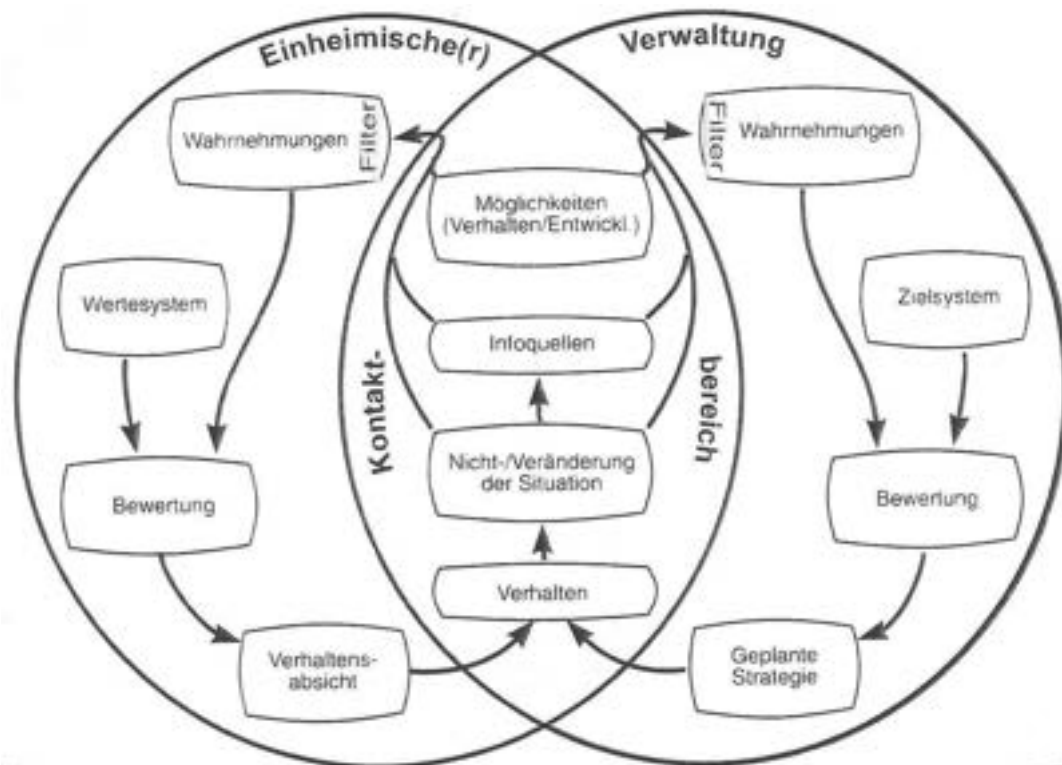 Einheimische(r)
Verwaltung
Wahrnehmungen
Filter
Filter
Wahrnehmungen
Möglichkeiten
(Verhalten/Entwickl.)
Wertesystem
Zielsystem
Infoquellen
Kontakt-
bereich
Nicht-/Veränderung
der Situation
Bewertung
Bewertung
Verhalten
Verhaltens-
absicht
Geplante
Strategie